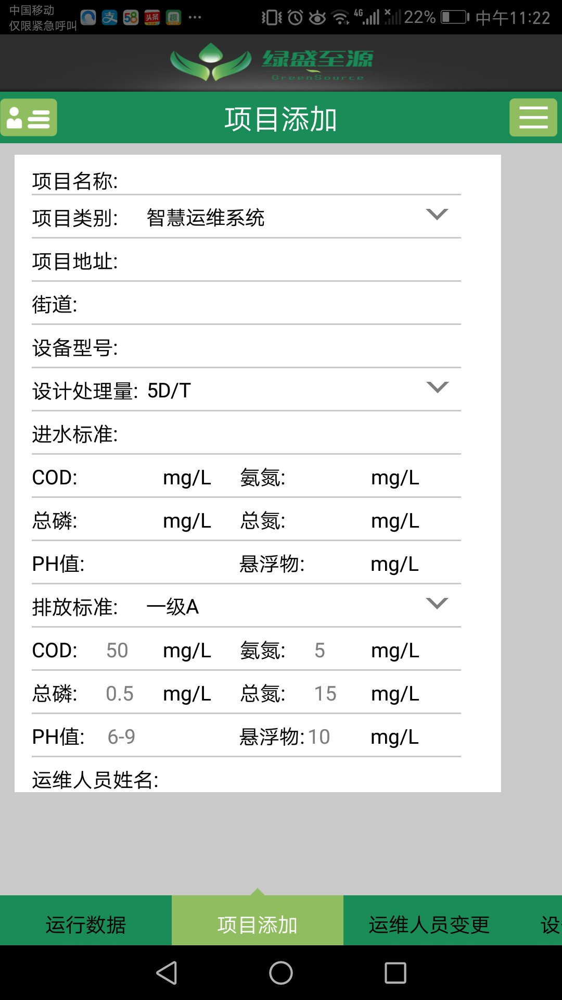 中国移动
仅限紧急呼叫
58
头条
趣
4G
22%
中午11:22
绿盛至源
GreenSource
项目添加
项目名称:
项目类别: 智慧运维系统
项目地址:
街道:
设备型号:
设计处理量: 5D/T
进水标准:
COD: mg/L 氨氮: mg/L
总磷: mg/L 总氮: mg/L
PH值: 悬浮物: mg/L
排放标准: 一级A
COD: 50 mg/L 氨氮: 5 mg/L
总磷: 0.5 mg/L 总氮: 15 mg/L
PH值: 6-9 悬浮物: 10 mg/L
运维人员姓名:
运行数据 项目添加 运维人员变更 设